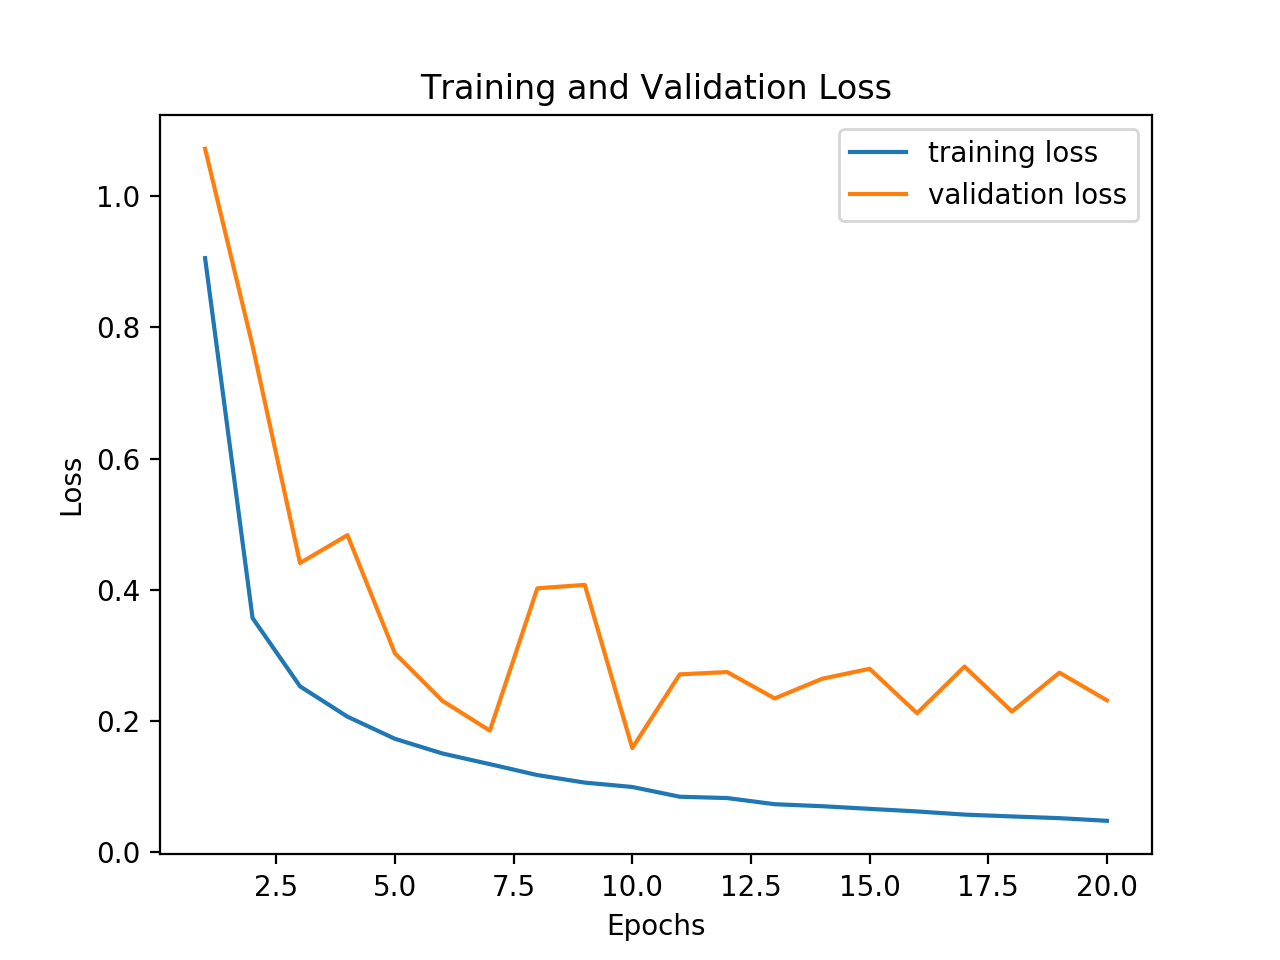 Training and Validation Loss
training loss
validation loss
1.0
0.8
0.6
0.4
0.2
0.0
Loss
2.5 5.0 7.5 10.0 12.5 15.0 17.5 20.0
Epochs